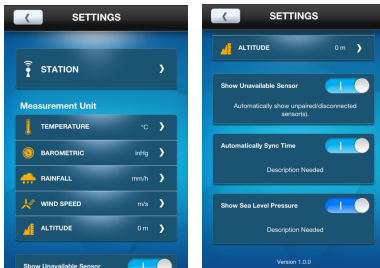 SETTINGS
STATION
Measurement Unit
TEMPERATURE °C
BAROMETRIC inHg
RAINFALL mm/h
WIND SPEED m/s
ALTITUDE 0 m
Show Unavailable Sensor
SETTINGS
ALTITUDE 0 m
Show Unavailable Sensor
Automatically show unpaired/disconnected
sensor(s).
Automatically Sync Time
Description Needed
Show Sea Level Pressure
Description Needed
Version 1.0.0